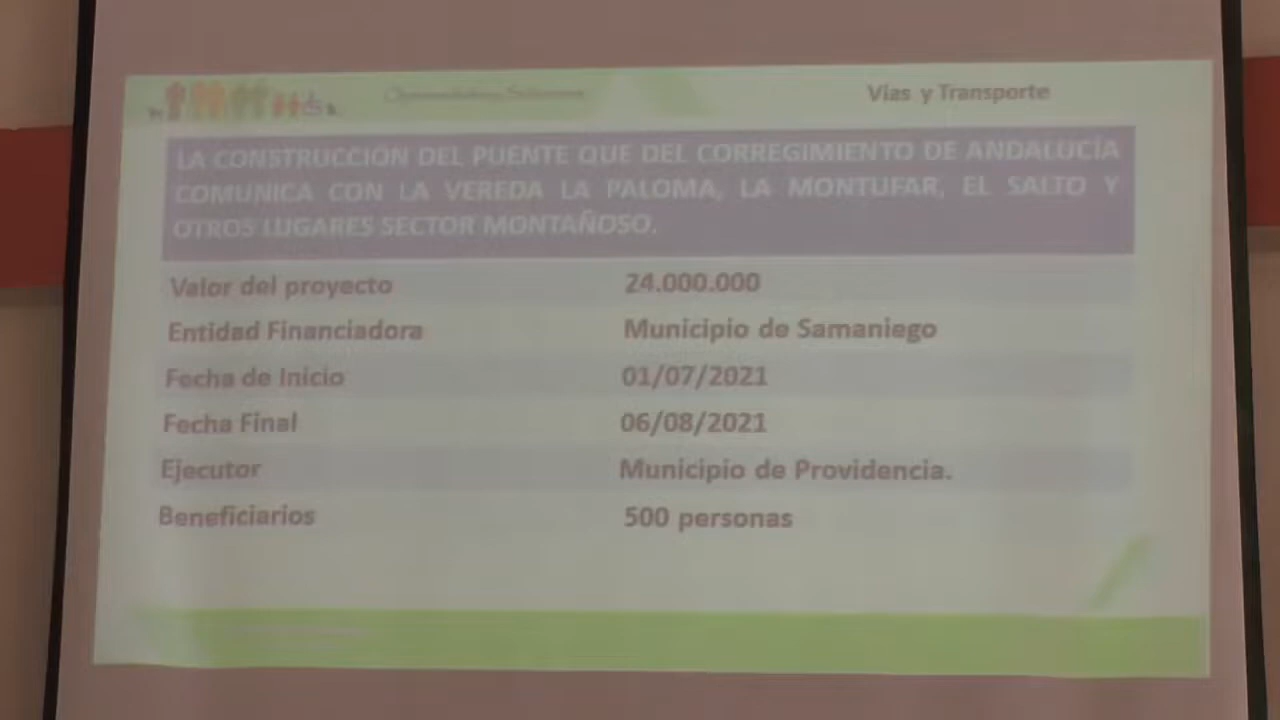 Vías y Transporte
LA CONSTRUCCIÓN DEL PUENTE QUE DEL CORREGIMIENTO DE ANDALUCÍA
COMUNICA CON LA VEREDA LA PALOMA, LA MONTUFAR, EL SALTO Y
OTROS LUGARES SECTOR MONTAÑOSO.
Valor del proyecto 24.000.000
Entidad Financiadora Municipio de Samaniego
Fecha de Inicio 01/07/2021
Fecha Final 06/08/2021
Ejecutor Municipio de Providencia.
Beneficiarios 500 personas